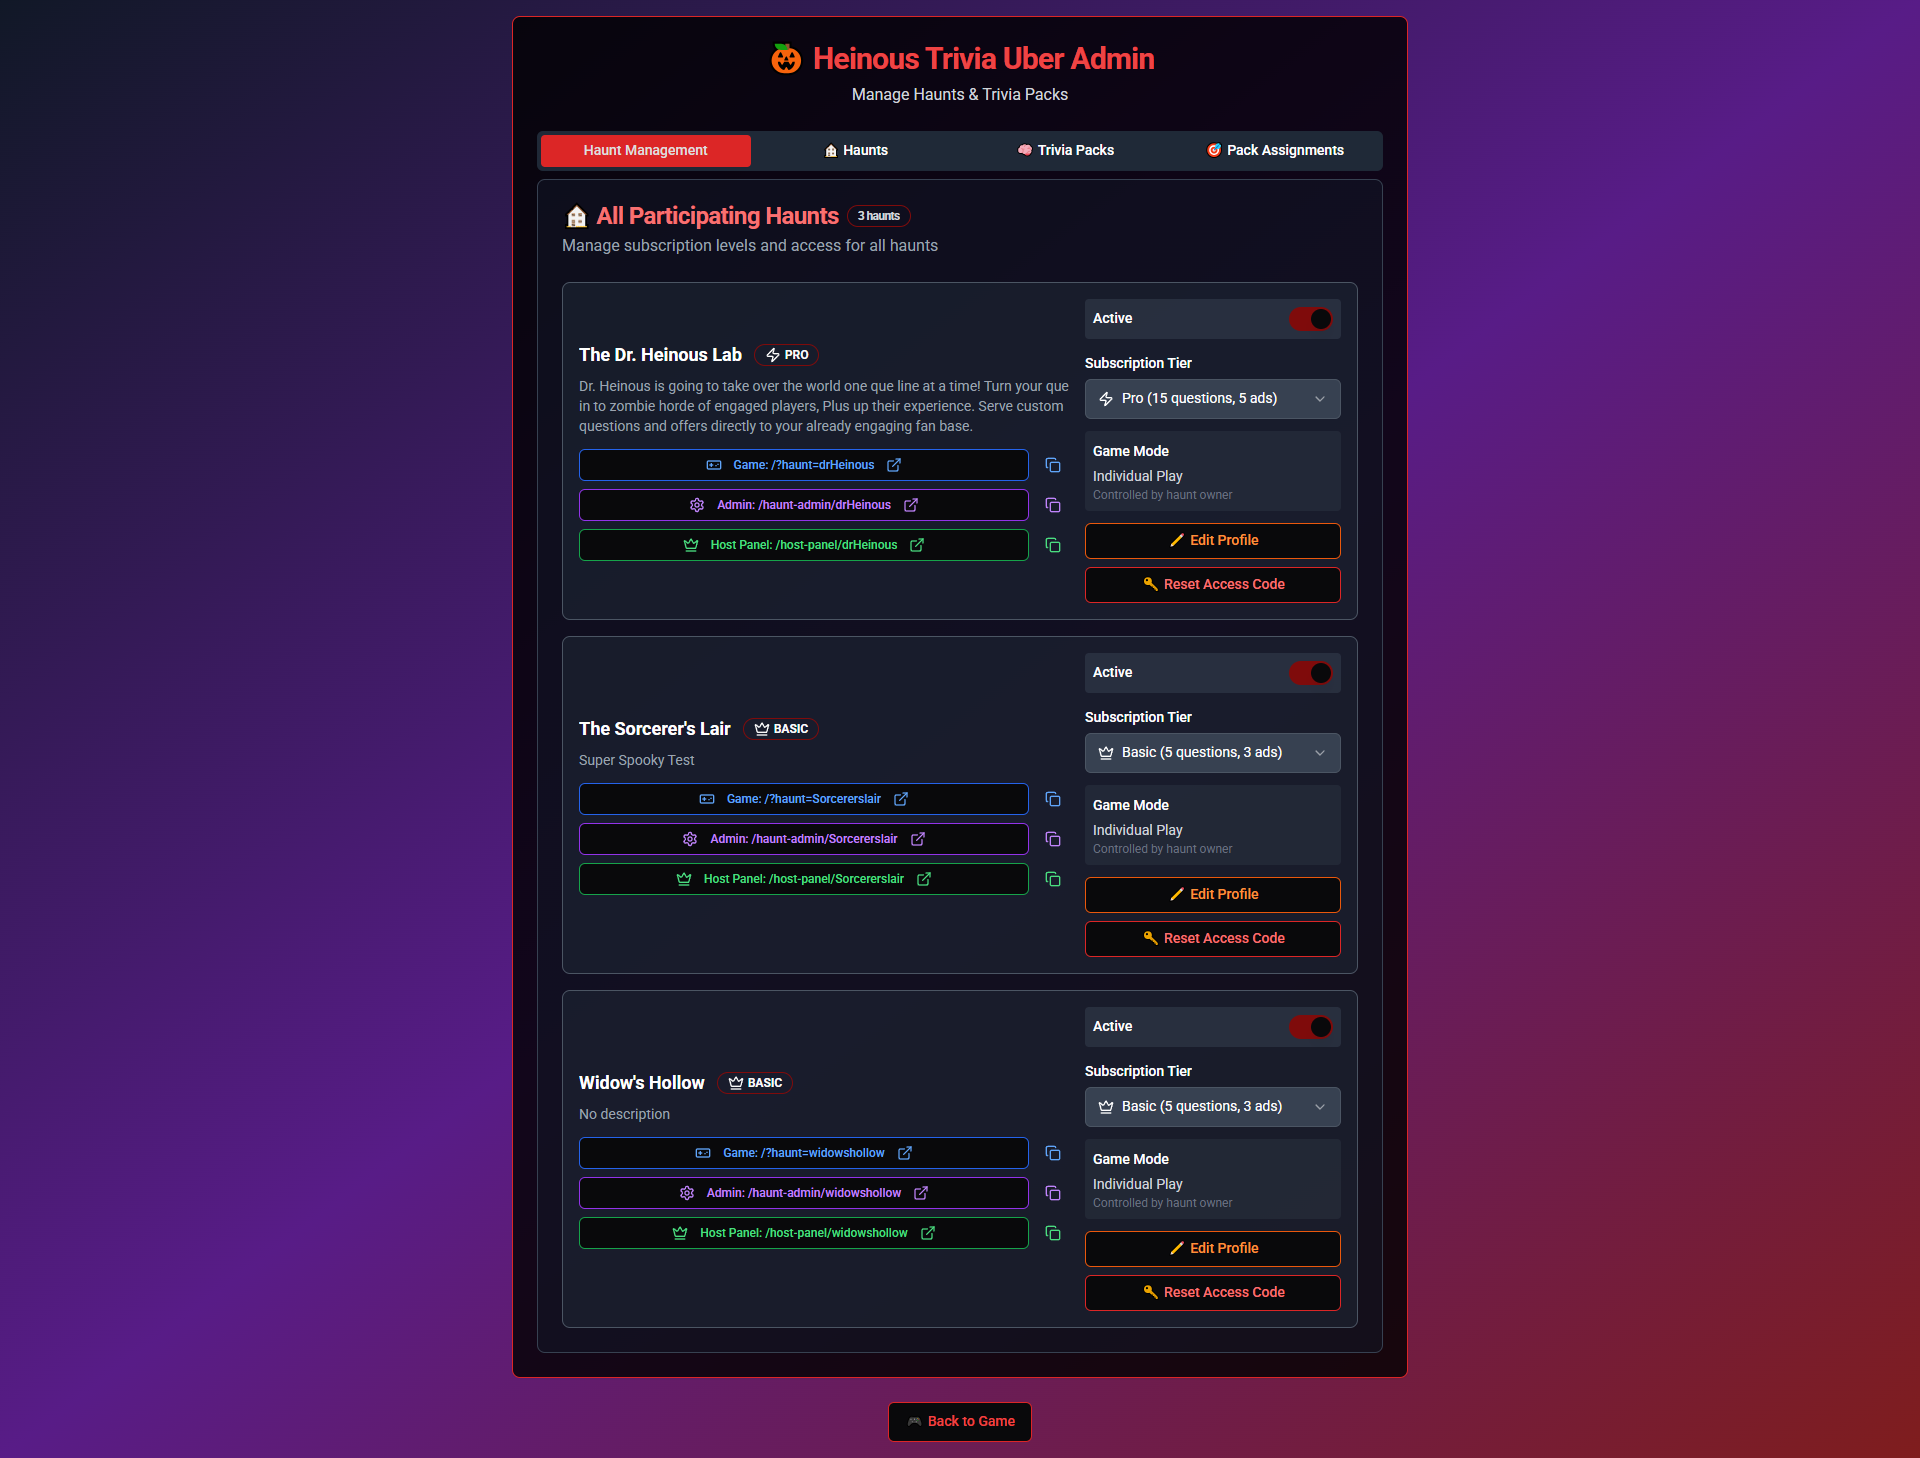 Heinous Trivia Uber Admin
Manage Haunts & Trivia Packs
Haunt Management
Haunts
Trivia Packs
Pack Assignments
All Participating Haunts
3 haunts
Manage subscription levels and access for all haunts
The Dr. Heinous Lab
PRO
Dr. Heinous is going to take over the world one que line at a time! Turn your que
in to zombie horde of engaged players, Plus up their experience. Serve custom
questions and offers directly to your already engaging fan base.
Game: /?haunt=drHeinous
Admin: /haunt-admin/drHeinous
Host Panel: /host-panel/drHeinous
Active
Subscription Tier
Pro (15 questions, 5 ads)
Game Mode
Individual Play
Controlled by haunt owner
Edit Profile
Reset Access Code
The Sorcerer's Lair
BASIC
Super Spooky Test
Game: /?haunt=Sorcererslair
Admin: /haunt-admin/Sorcererslair
Host Panel: /host-panel/Sorcererslair
Active
Subscription Tier
Basic (5 questions, 3 ads)
Game Mode
Individual Play
Controlled by haunt owner
Edit Profile
Reset Access Code
Widow's Hollow
BASIC
No description
Game: /?haunt=widowshollow
Admin: /haunt-admin/widowshollow
Host Panel: /host-panel/widowshollow
Active
Subscription Tier
Basic (5 questions, 3 ads)
Game Mode
Individual Play
Controlled by haunt owner
Edit Profile
Reset Access Code
Back to Game